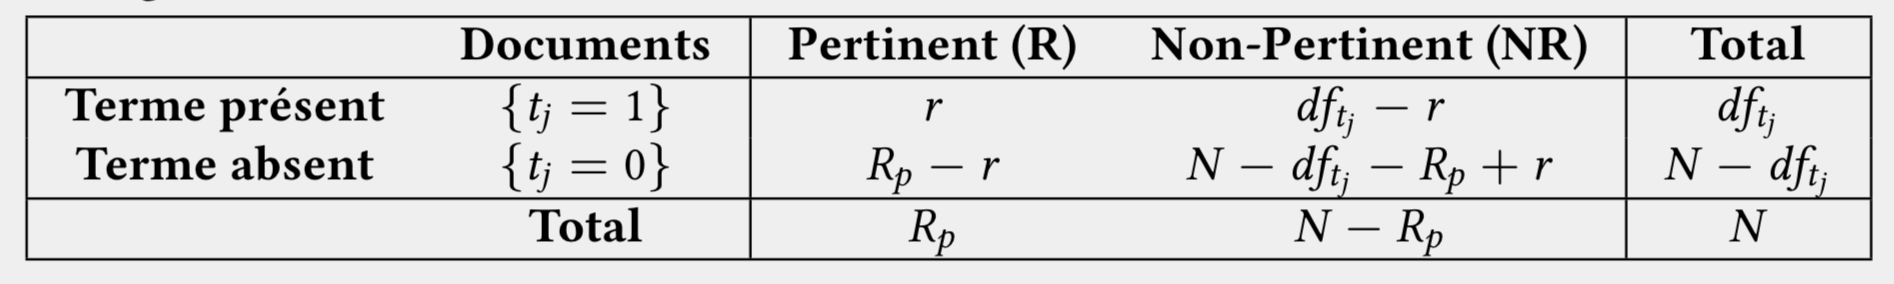 Documents Pertinent (R) Non-Pertinent (NR) Total
Terme présent {t_j = 1} r df_{t_j} − r df_{t_j}
Terme absent {t_j = 0} R_p − r N − df_{t_j} − R_p + r N − df_{t_j}
Total R_p N − R_p N